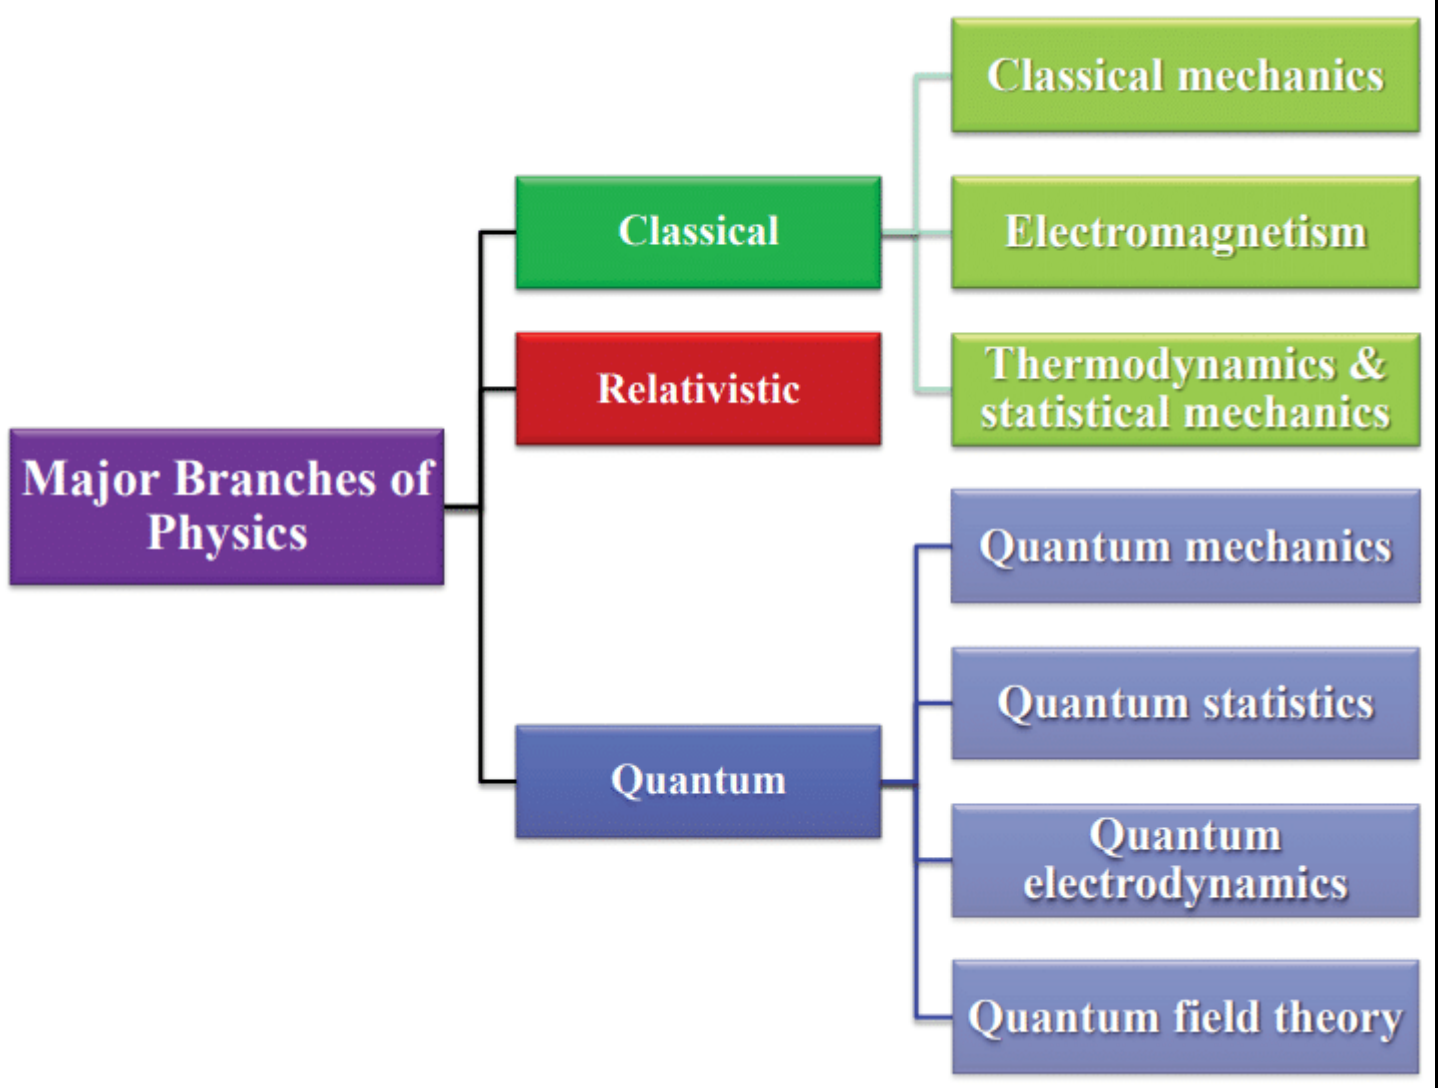 Major Branches of
Physics
Classical
Relativistic
Quantum
Classical mechanics
Electromagnetism
Thermodynamics &
statistical mechanics
Quantum mechanics
Quantum statistics
Quantum
electrodynamics
Quantum field theory